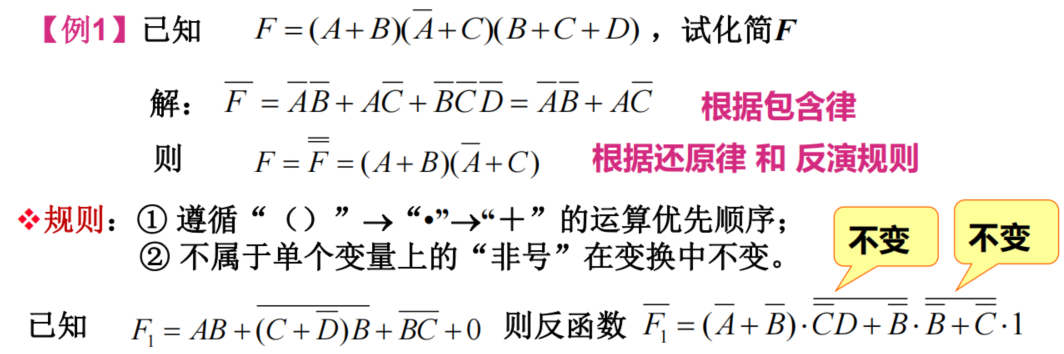 【例1】已知 $F=(A+B)(\overline{A}+C)(B+C+D)$ ，试化简F
解： $\overline{F}=\overline{A}\,\overline{B}+A\overline{C}+\overline{B}\,\overline{C}\,\overline{D}=\overline{A}\,\overline{B}+A\overline{C}$ 根据包含律
则 $F=\overline{\overline{F}}=(A+B)(\overline{A}+C)$ 根据还原律 和 反演规则
❖规则：① 遵循“（）”→“•”→“＋”的运算优先顺序；
② 不属于单个变量上的“非号”在变换中不变。
不变
不变
已知 $F_1=AB+\overline{(C+\overline{D})B}+\overline{BC}+0$ 则反函数 $\overline{F_1}=(\overline{A}+\overline{B})\cdot\overline{\overline{C}D+\overline{B}}\cdot\overline{\overline{B}+\overline{C}}\cdot 1$